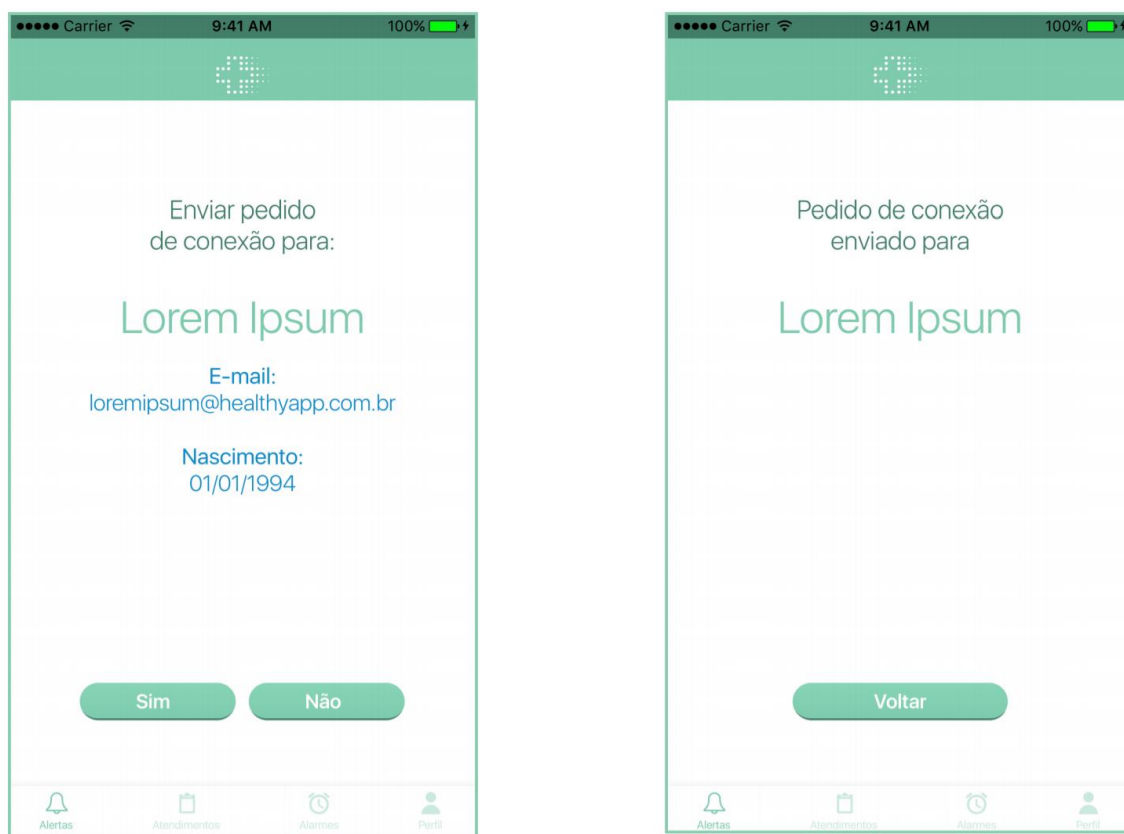 Carrier 9:41 AM 100%
Enviar pedido
de conexão para:
Lorem Ipsum
E-mail:
loremipsum@healthyapp.com.br
Nascimento:
01/01/1994
Sim Não
Alertas Atendimentos Alarmes Perfil
Carrier 9:41 AM 100%
Pedido de conexão
enviado para
Lorem Ipsum
Voltar
Alertas Atendimentos Alarmes Perfil